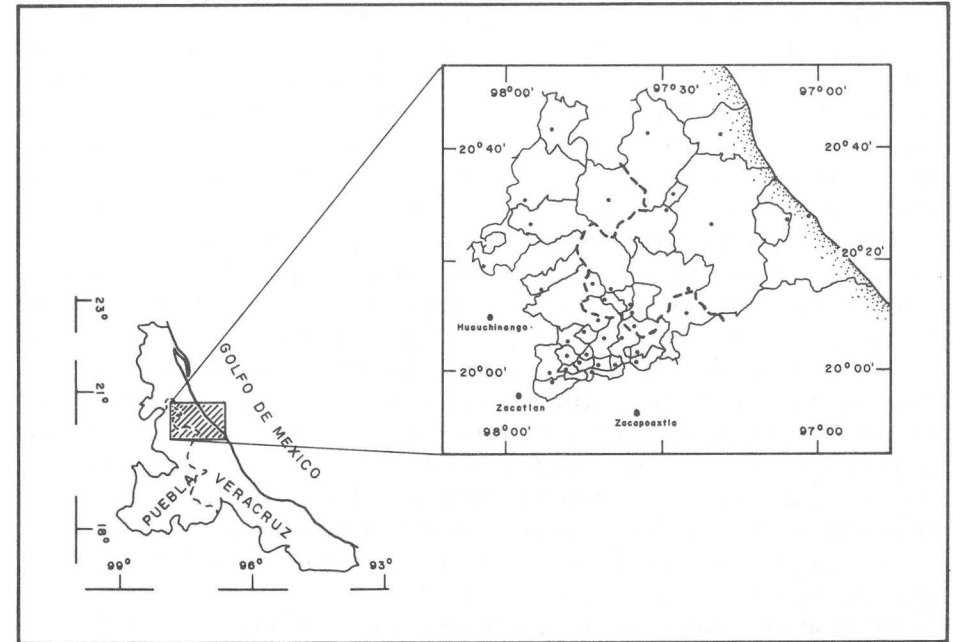 98° 00'
97° 30'
97° 00'
20° 40'
20° 40'
20° 20'
Huauchinango
20° 00'
20° 00'
Zacatlan
Zacapoaxtla
98° 00'
97° 00
23°
21°
18°
GOLFO DE MEXICO
PUEBLA
VERACRUZ
99°
96°
93°